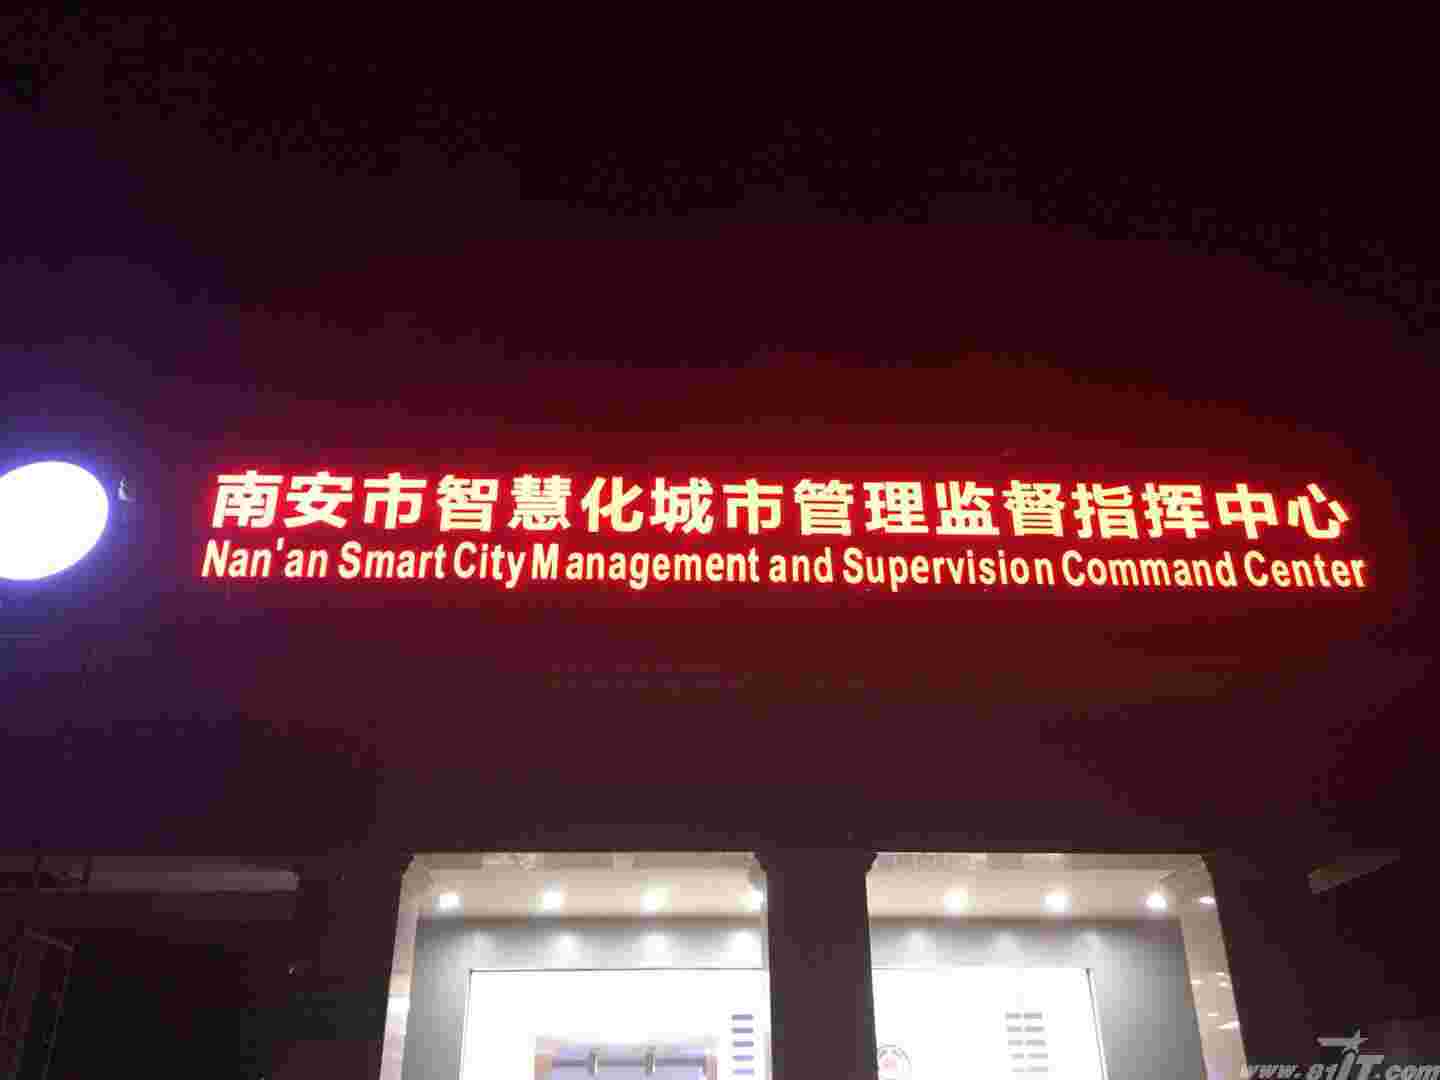 南安市智慧化城市管理监督指挥中心
Nan'an Smart City Management and Supervision Command Center
www.81IT.com